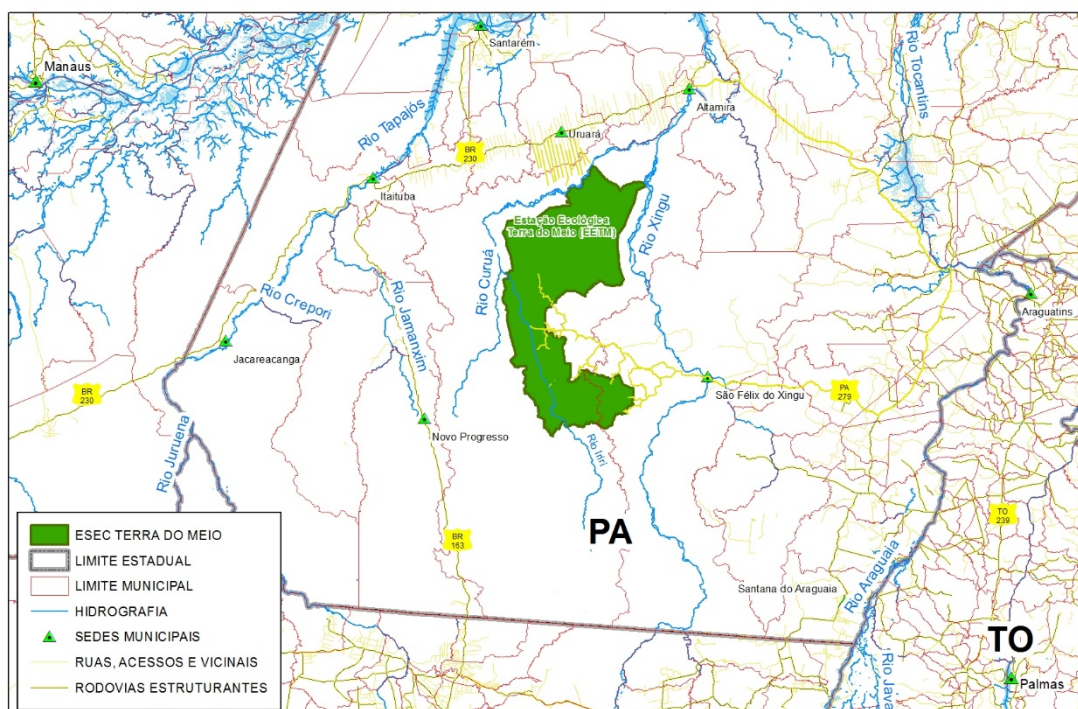 Santarém
Manaus
Rio Tocantins
Altamira
Rio Tapajós
Uruará
BR
230
Itaituba
Estação Ecológica
Terra do Meio (EETM)
Rio Xingu
Rio Curuá
Rio Crepori
Rio Jamanxim
Araguatins
Jacareacanga
BR
230
São Félix do Xingu
PA
279
Novo Progresso
Rio Juruena
Rio Iriri
PA
BR
163
TO
239
Santana do Araguaia
Rio Araguaia
TO
Rio Java
Palmas
ESEC TERRA DO MEIO
LIMITE ESTADUAL
LIMITE MUNICIPAL
HIDROGRAFIA
SEDES MUNICIPAIS
RUAS, ACESSOS E VICINAIS
RODOVIAS ESTRUTURANTES